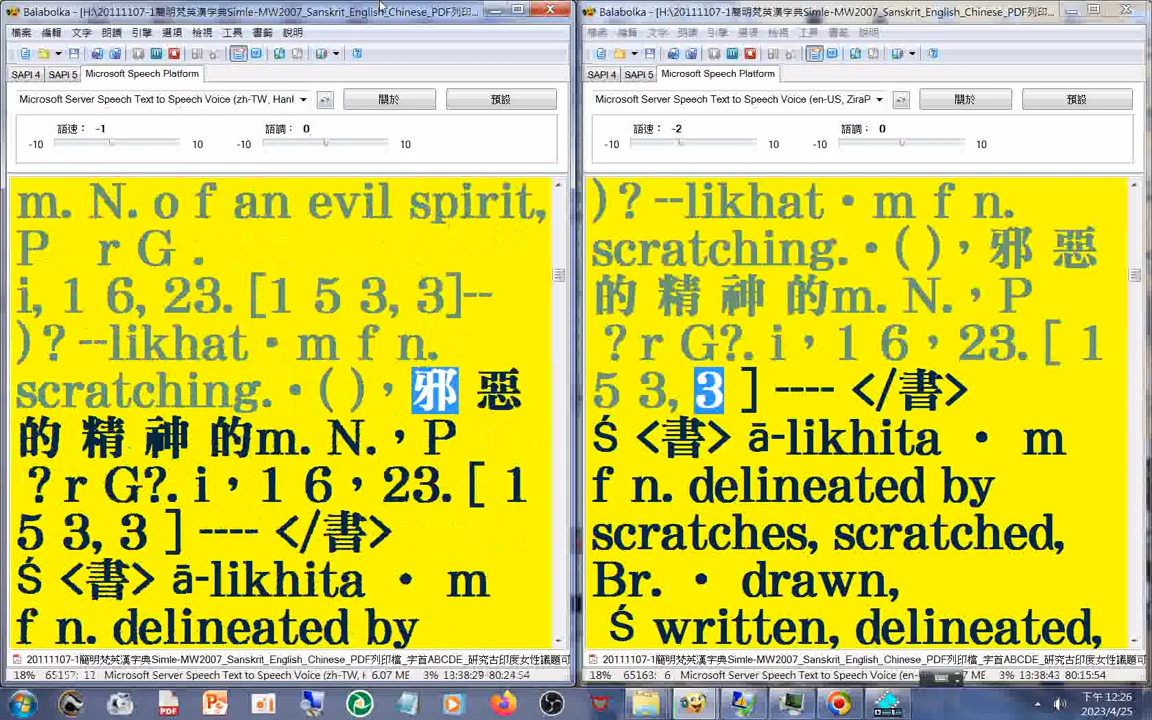 Balabolka - [H:\20111107-1簡明梵英漢字典Simle-MW2007_Sanskrit_English_Chinese_PDF列印...
檔案 編輯 文字 朗讀 引擎 選項 檢視 工具 書籤 說明
SAPI 4 SAPI 5 Microsoft Speech Platform
Microsoft Server Speech Text to Speech Voice (zh-TW, Hanl
關於 預設
語速： -1 語調： 0
-10 10 -10 10
m. N. o f an evil spirit,
P r G .
i, 1 6, 23. [1 5 3, 3]--
)? --likhat • m f n.
scratching. • ( )，邪 惡
的 精 神 的m. N.，P
?r G?. i，1 6，23. [ 1
5 3, 3 ] ---- </書>
Ś <書> ā-likhita • m
f n. delineated by
20111107-1簡明梵英漢字典Simle-MW2007_Sanskrit_English_Chinese_PDF列印檔_字首ABCDE_研究古印度女性議題可
18% 65157: 11 Microsoft Server Speech Text to Speech Voice (zh-TW, H 6.07 ME 3% 13:38:29 80:24:54
Balabolka - [H:\20111107-1簡明梵英漢字典Simle-MW2007_Sanskrit_English_Chinese_PDF列印...
檔案 編輯 文字 朗讀 引擎 選項 檢視 工具 書籤 說明
SAPI 4 SAPI 5 Microsoft Speech Platform
Microsoft Server Speech Text to Speech Voice (en-US, ZiraP
關於 預設
語速： -2 語調： 0
-10 10 -10 10
)? --likhat • m f n.
scratching. • ( )，邪 惡
的 精 神 的m. N.，P
?r G?. i，1 6，23. [ 1
5 3, 3 ] ---- </書>
Ś <書> ā-likhita • m
f n. delineated by
scratches, scratched,
Br. • drawn,
Ś written, delineated,
20111107-1簡明梵英漢字典Simle-MW2007_Sanskrit_English_Chinese_PDF列印檔_字首ABCDE_研究古印度女性議題可
18% 65163: 6 Microsoft Server Speech Text to Speech Voice (en-US, 3% 13:38:43 80:15:54
下午 12:26
2023/4/25